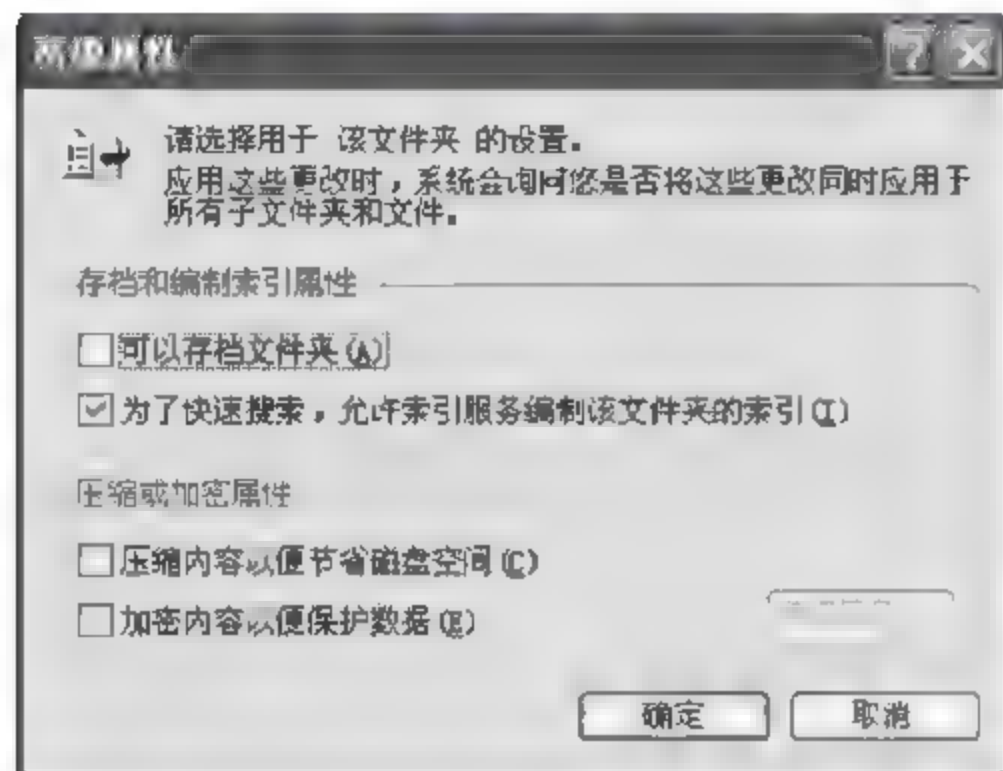 高级属性
请选择用于 该文件夹 的设置。
应用这些更改时，系统会询问您是否将这些更改同时应用于
所有子文件夹和文件。
存档和编制索引属性
可以存档文件夹(A)
为了快速搜索，允许索引服务编制该文件夹的索引(I)
压缩或加密属性
压缩内容以便节省磁盘空间(C)
加密内容以便保护数据(E)
确定
取消